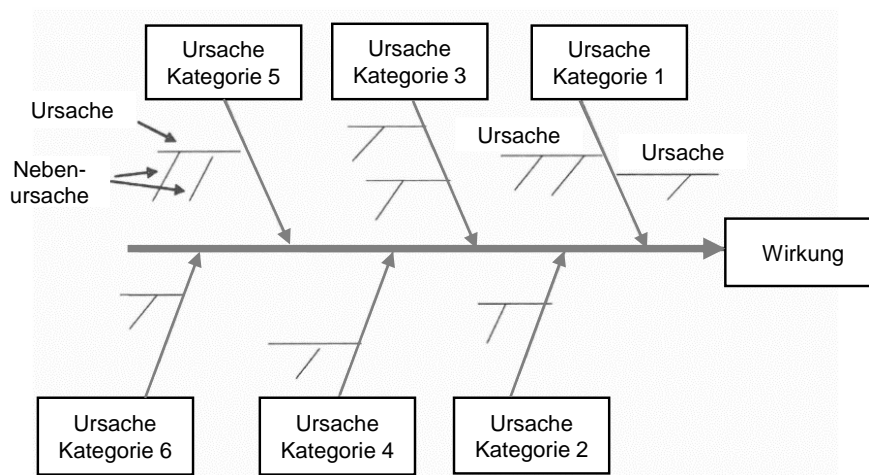 Ursache
Kategorie 5
Ursache
Kategorie 3
Ursache
Kategorie 1
Ursache
Neben-
ursache
Ursache
Ursache
Wirkung
Ursache
Kategorie 6
Ursache
Kategorie 4
Ursache
Kategorie 2